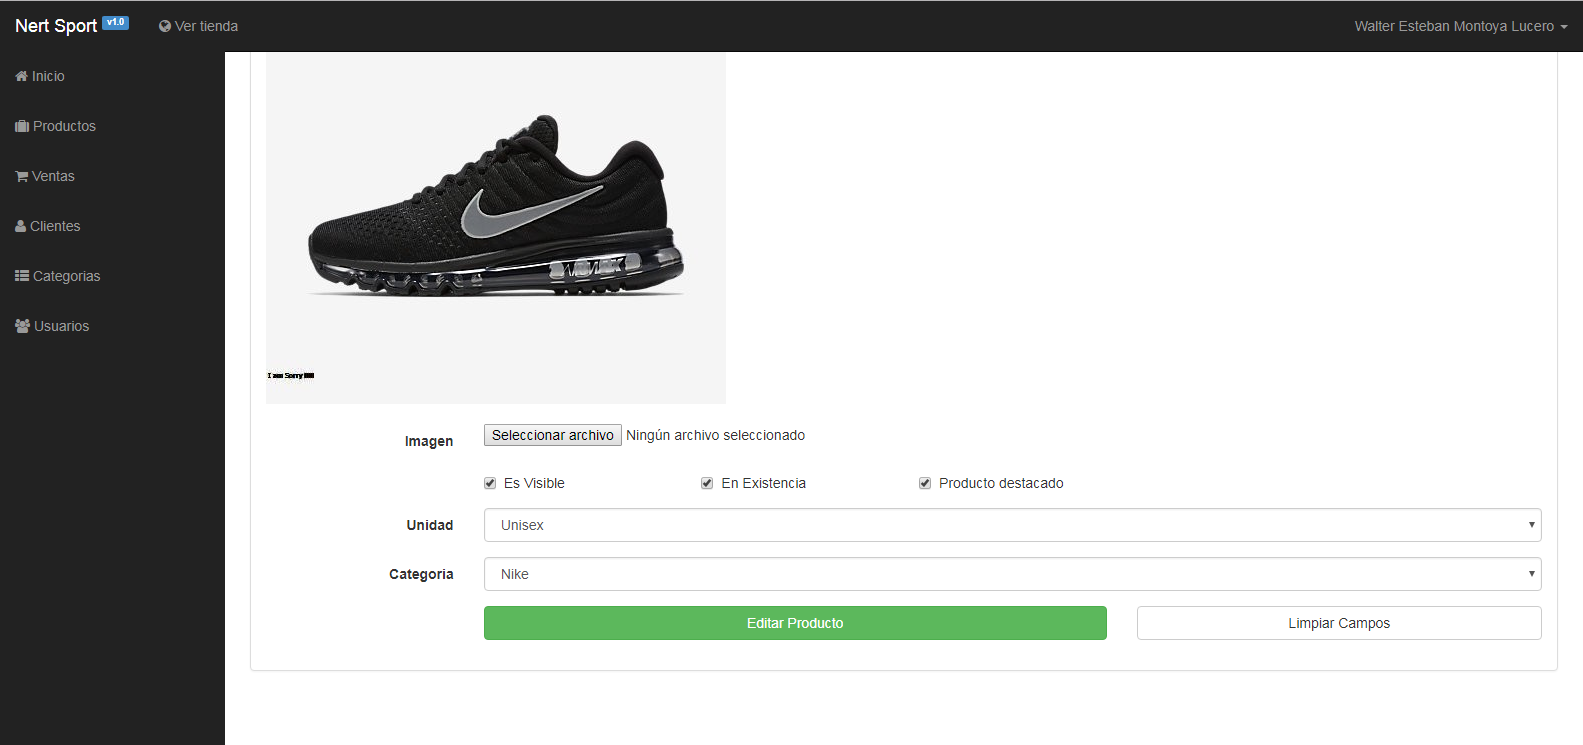 Nert Sport v1.0 Ver tienda Walter Esteban Montoya Lucero
Inicio
Productos
Ventas
Clientes
Categorias
Usuarios
I am Sorry
Imagen Seleccionar archivo Ningún archivo seleccionado
Es Visible En Existencia Producto destacado
Unidad Unisex
Categoria Nike
Editar Producto Limpiar Campos